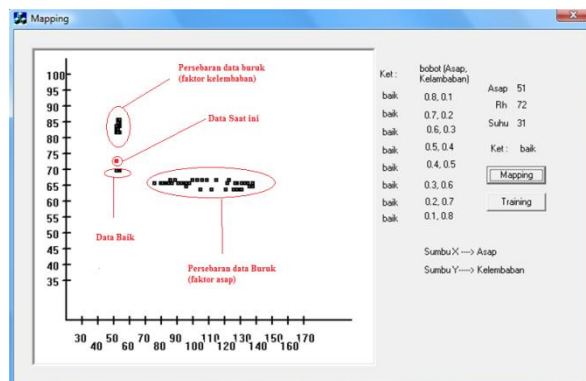 Mapping
Persebaran data buruk
(faktor kelembaban)
Data Saat ini
Data Baik
Persebaran data Buruk
(faktor asap)
100
95
90
85
80
75
70
65
60
55
50
45
40
35
30 50 70 90 110 130 150 170
40 60 80 100 120 140 160
Ket : bobot (Asap, Kelambaban)
baik 0.8, 0.1
baik 0.7, 0.2
baik 0.6, 0.3
baik 0.5, 0.4
baik 0.4, 0.5
baik 0.3, 0.6
baik 0.2, 0.7
baik 0.1, 0.8
Asap 51
Rh 72
Suhu 31
Ket : baik
Mapping
Training
Sumbu X ----> Asap
Sumbu Y----> Kelembaban